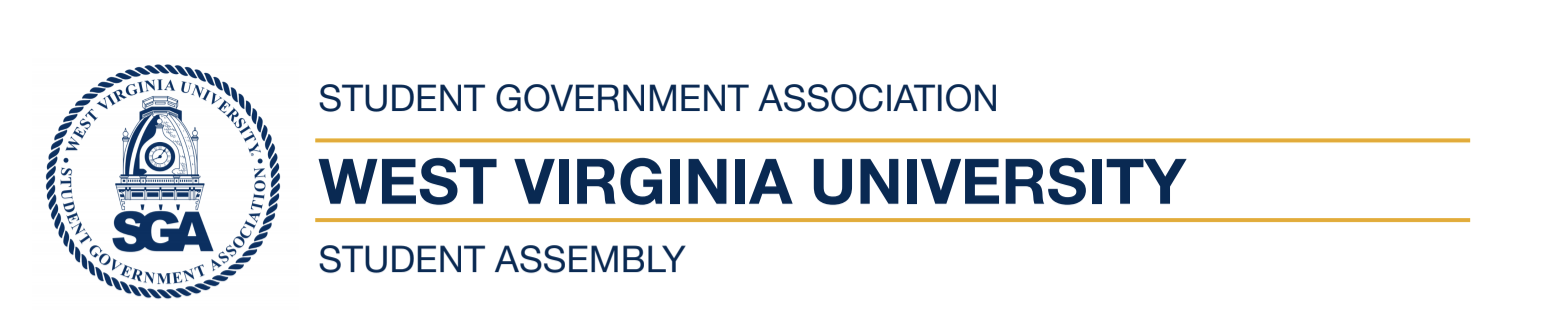 • WEST VIRGINIA UNIVERSITY •
STUDENT GOVERNMENT ASSOCIATION
SGA
STUDENT GOVERNMENT ASSOCIATION
WEST VIRGINIA UNIVERSITY
STUDENT ASSEMBLY